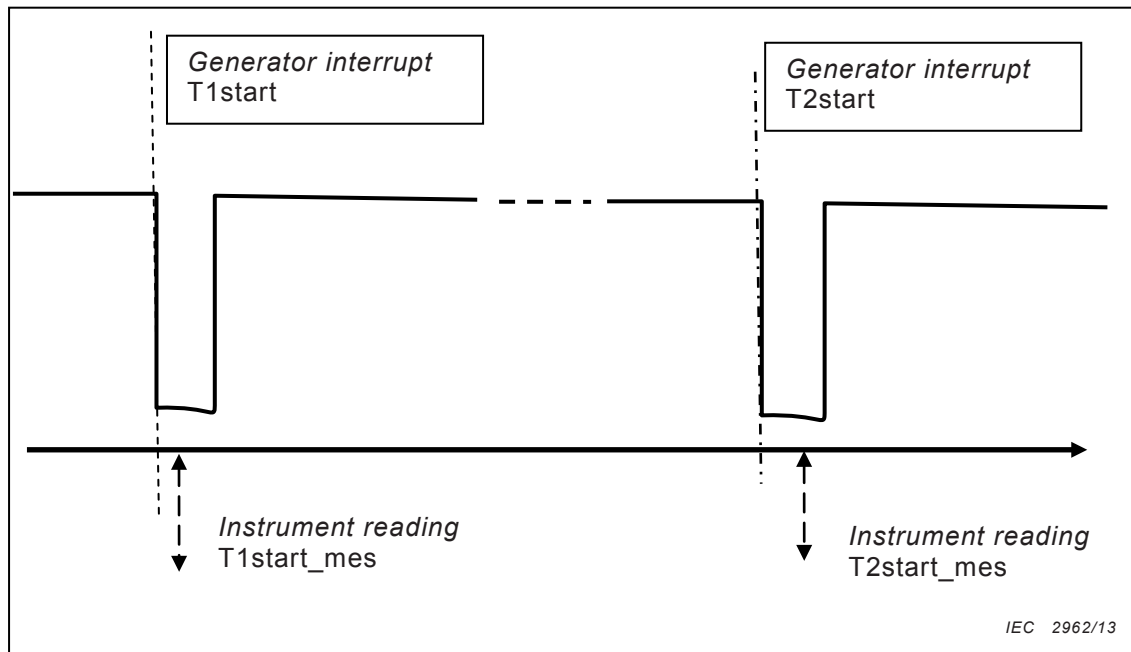 Generator interrupt
T1start
Generator interrupt
T2start
Instrument reading
T1start_mes
Instrument reading
T2start_mes
IEC 2962/13